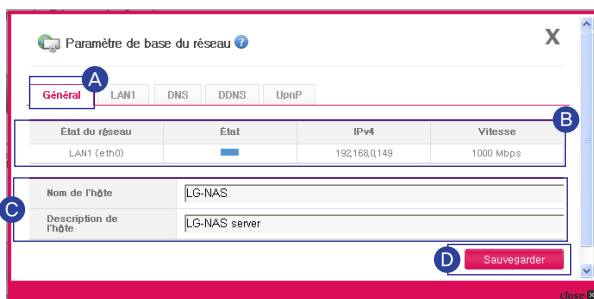 Paramètre de base du réseau ?
X
A
Général LAN1 DNS DDNS UpnP
B
État du réseau État IPv4 Vitesse
LAN1 (eth0) 192,168,0,149 1000 Mbps
C
Nom de l'hôte LG-NAS
Description de l'hôte LG-NAS server
D
Sauvegarder
close X